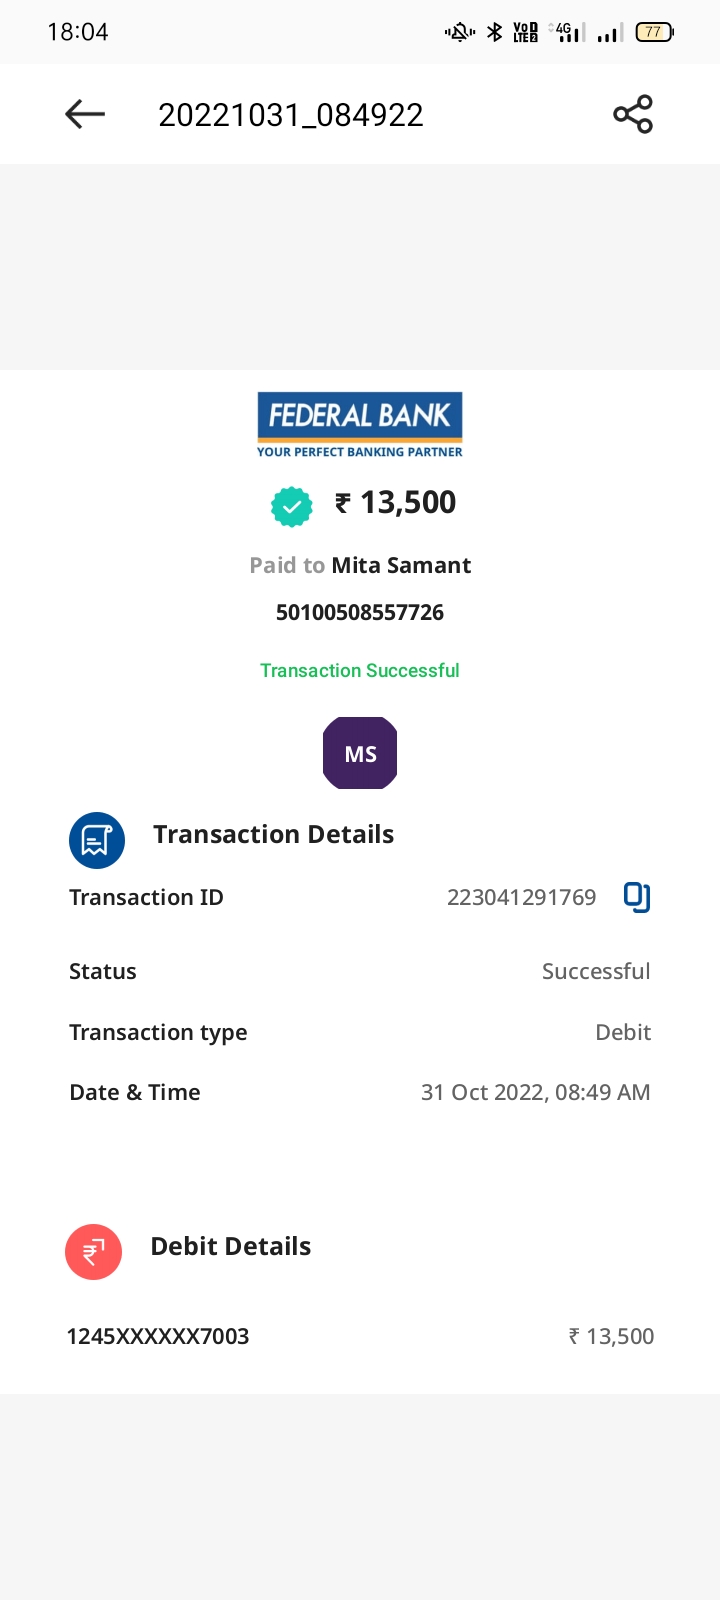 18:04
VoD LTE2 4G 77
20221031_084922
FEDERAL BANK
YOUR PERFECT BANKING PARTNER
₹ 13,500
Paid to Mita Samant
50100508557726
Transaction Successful
MS
Transaction Details
Transaction ID 223041291769
Status Successful
Transaction type Debit
Date & Time 31 Oct 2022, 08:49 AM
Debit Details
1245XXXXXX7003 ₹ 13,500